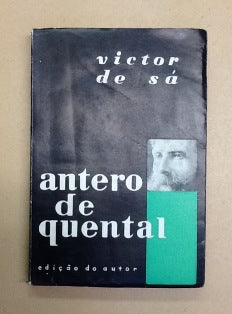 victor
de sá
antero
de
quental
edição do autor